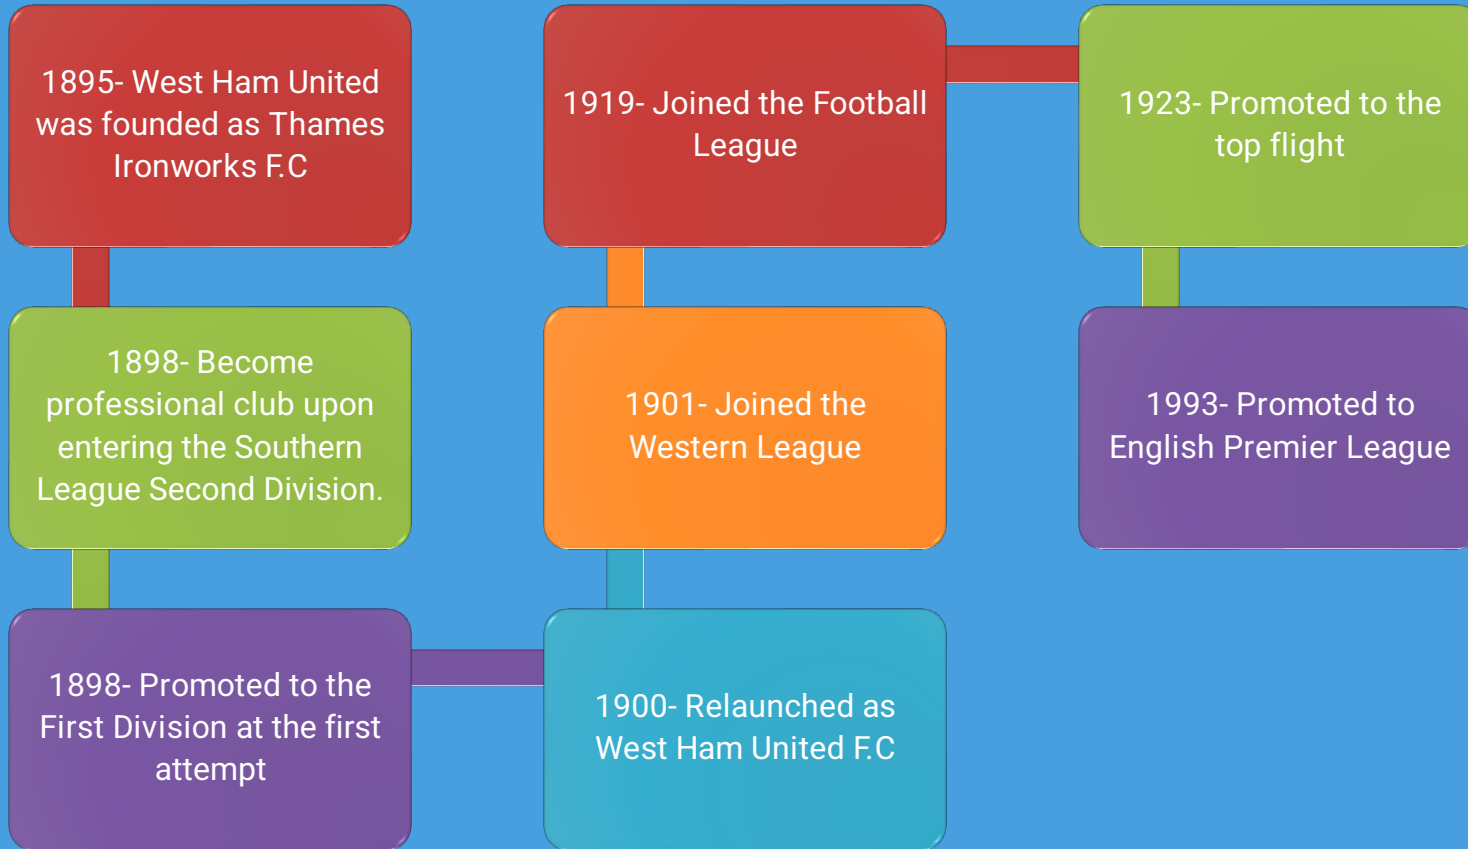 1895- West Ham United
was founded as Thames
Ironworks F.C
1898- Become
professional club upon
entering the Southern
League Second Division.
1898- Promoted to the
First Division at the first
attempt
1900- Relaunched as
West Ham United F.C
1901- Joined the
Western League
1919- Joined the Football
League
1923- Promoted to the
top flight
1993- Promoted to
English Premier League